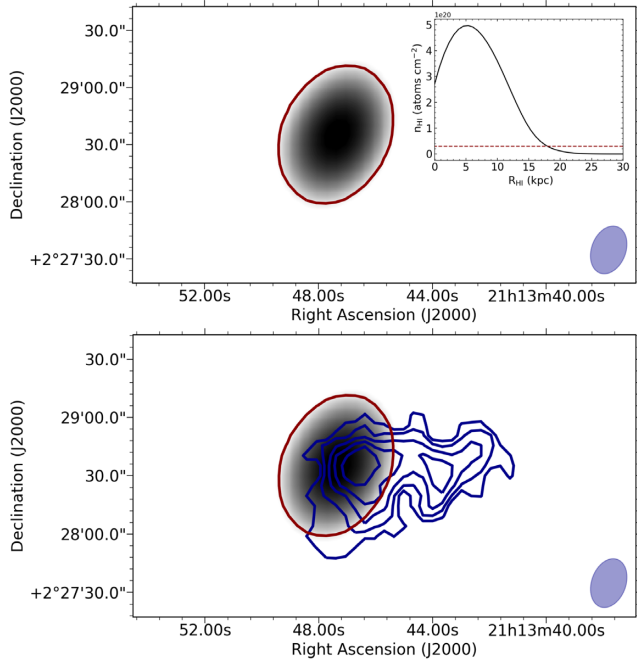 1e20
5
4
3
2
1
0
n_HI (atoms cm⁻²)
0 5 10 15 20 25 30
R_HI (kpc)
30.0"
29'00.0"
30.0"
28'00.0"
+2°27'30.0"
Declination (J2000)
52.00s 48.00s 44.00s 21h13m40.00s
Right Ascension (J2000)
30.0"
29'00.0"
30.0"
28'00.0"
+2°27'30.0"
Declination (J2000)
52.00s 48.00s 44.00s 21h13m40.00s
Right Ascension (J2000)